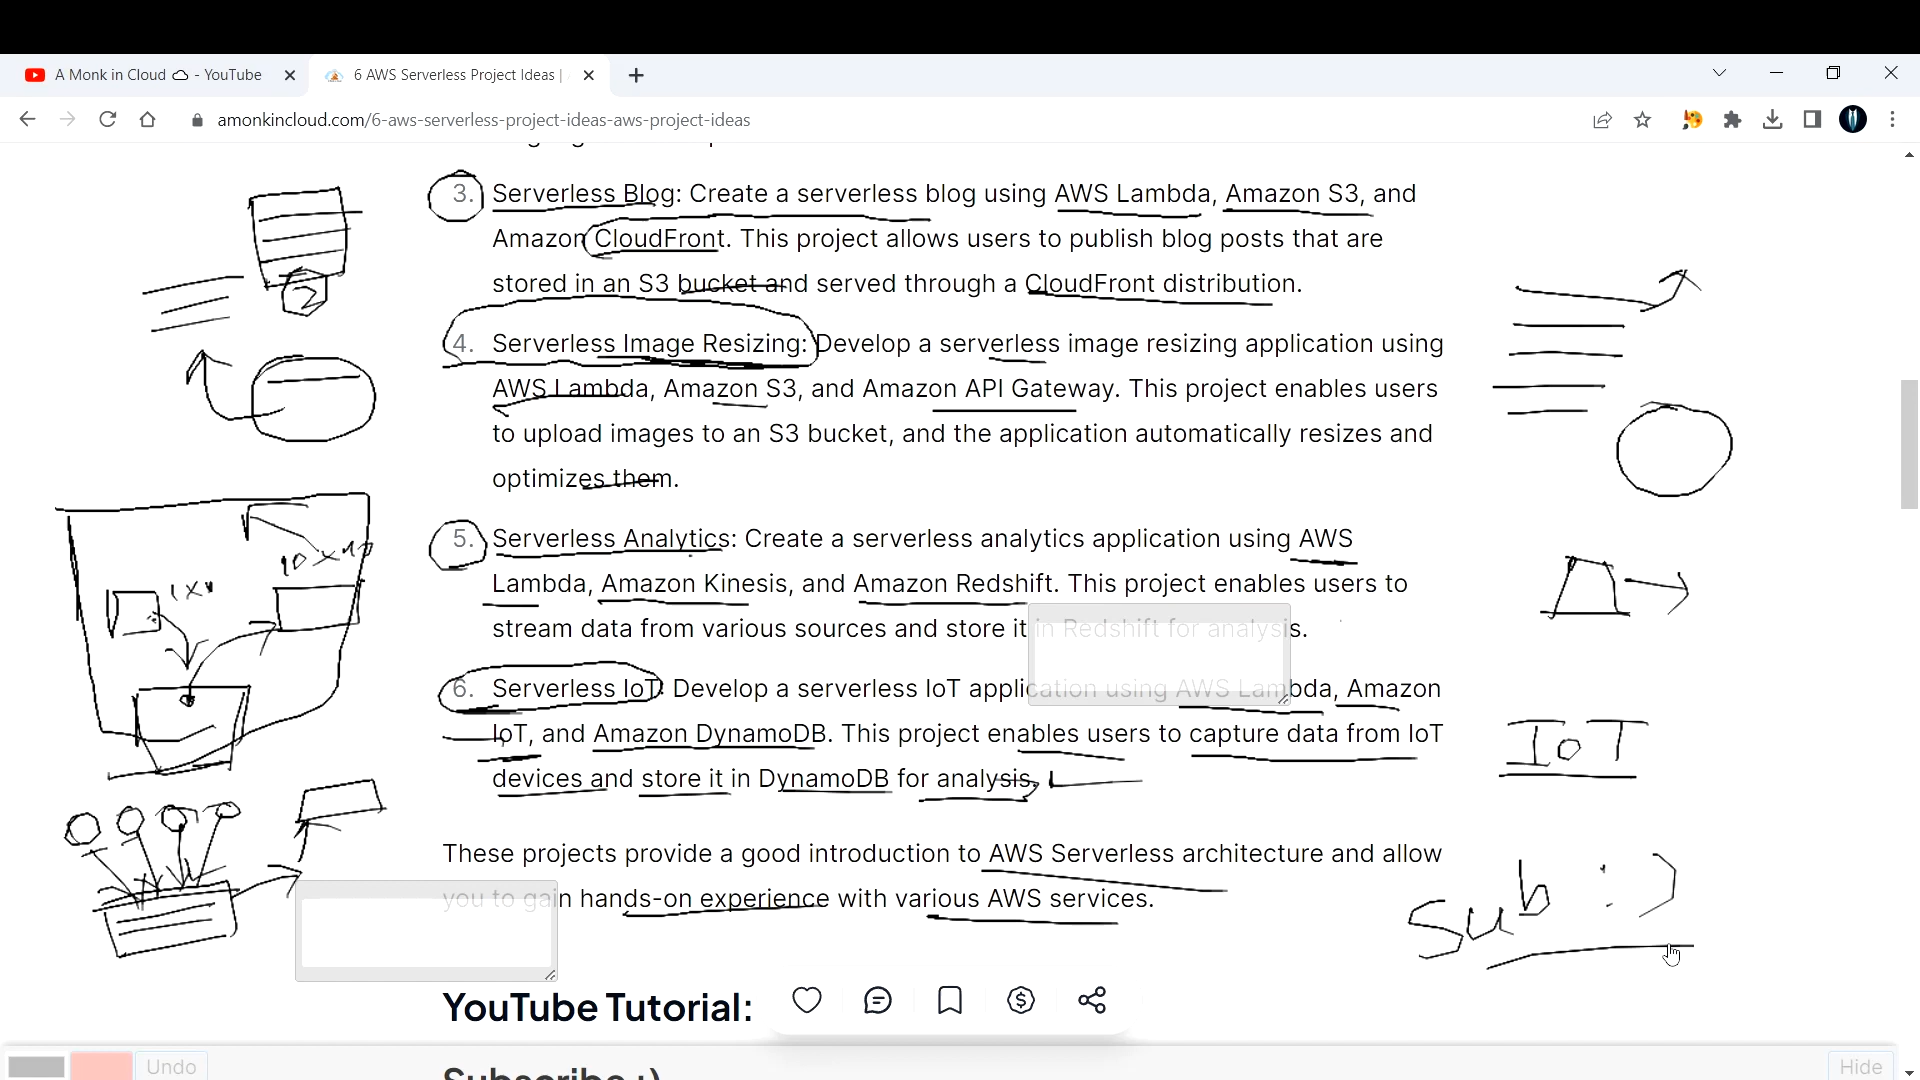 A Monk in Cloud - YouTube
6 AWS Serverless Project Ideas |
amonkincloud.com/6-aws-serverless-project-ideas-aws-project-ideas
3. Serverless Blog: Create a serverless blog using AWS Lambda, Amazon S3, and
Amazon CloudFront. This project allows users to publish blog posts that are
stored in an S3 bucket and served through a CloudFront distribution.
2
4. Serverless Image Resizing: Develop a serverless image resizing application using
AWS Lambda, Amazon S3, and Amazon API Gateway. This project enables users
to upload images to an S3 bucket, and the application automatically resizes and
optimizes them.
5. Serverless Analytics: Create a serverless analytics application using AWS
Lambda, Amazon Kinesis, and Amazon Redshift. This project enables users to
stream data from various sources and store it in Redshift for analysis.
6. Serverless IoT: Develop a serverless IoT application using AWS Lambda, Amazon
IoT, and Amazon DynamoDB. This project enables users to capture data from IoT
devices and store it in DynamoDB for analysis.
IoT
These projects provide a good introduction to AWS Serverless architecture and allow
you to gain hands-on experience with various AWS services.
Sub :)
YouTube Tutorial:
Undo
Subscribe :)
Hide